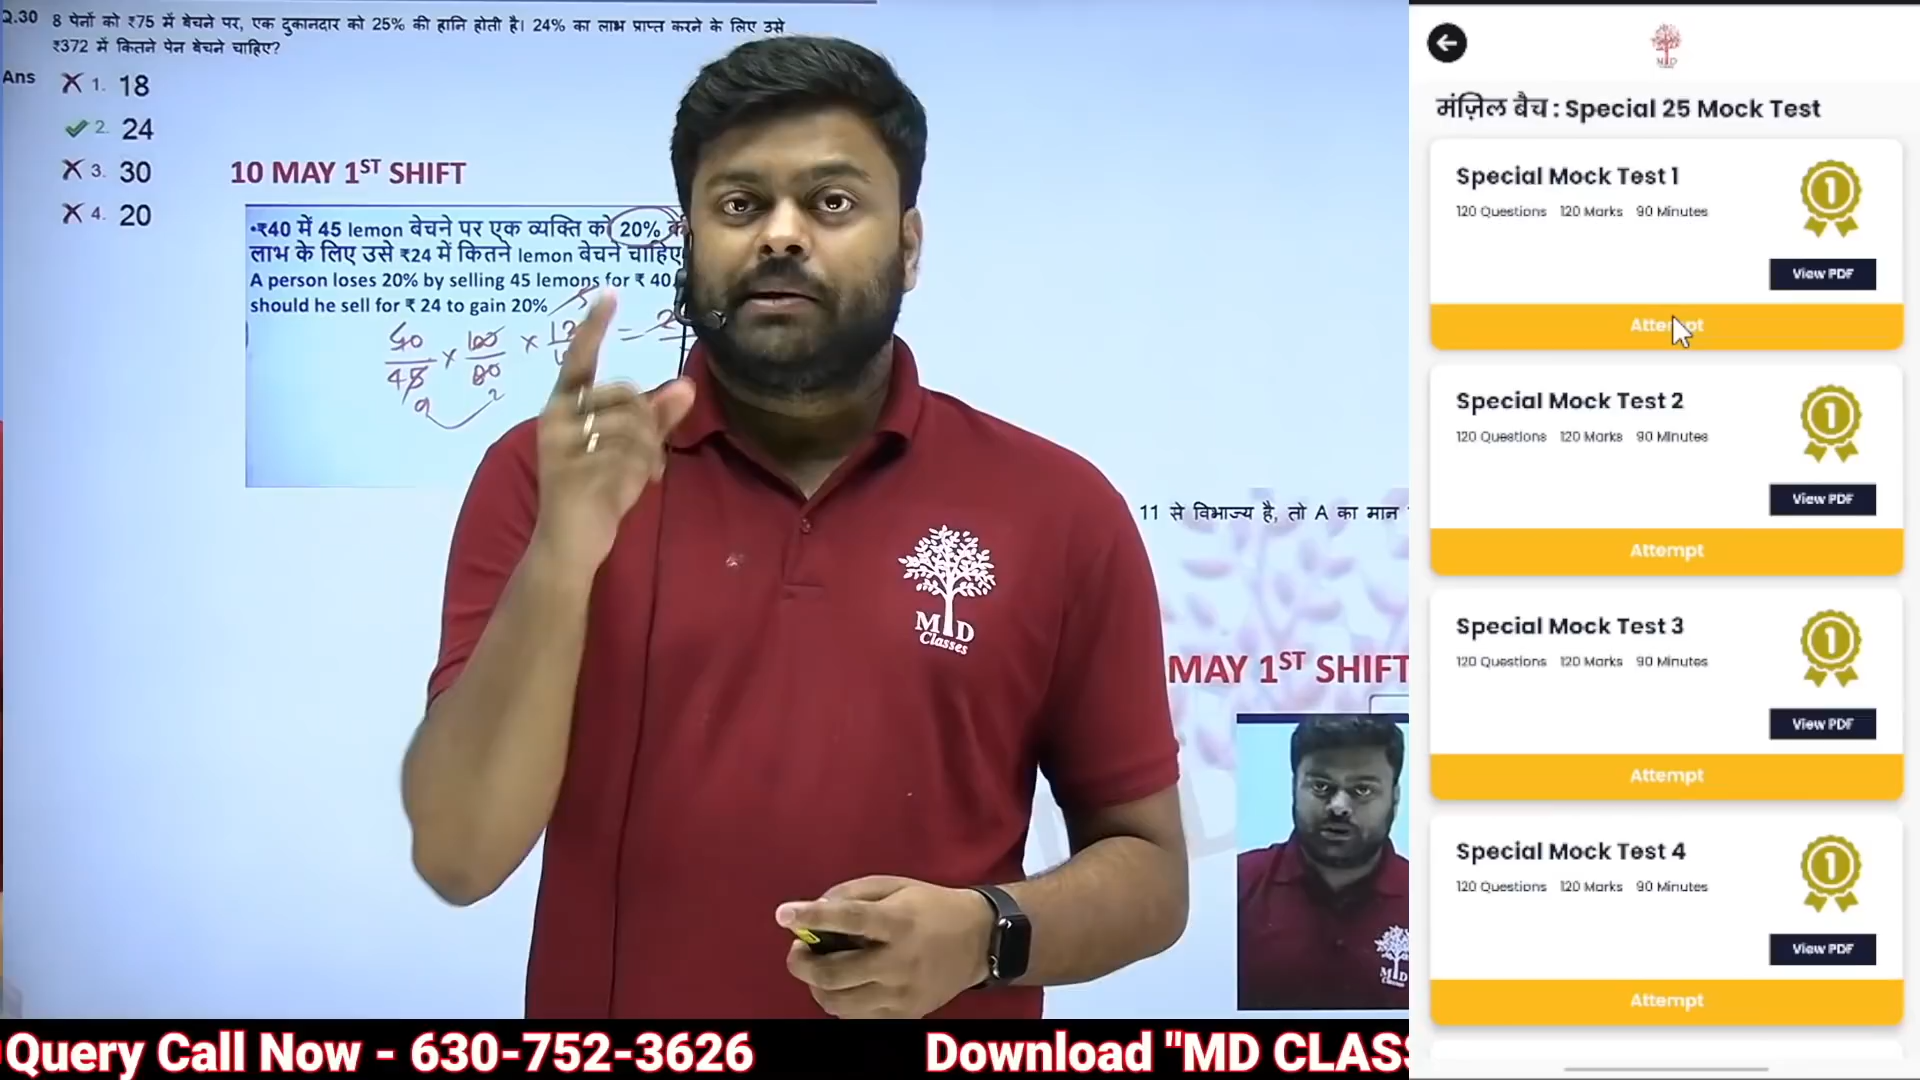 Q.30 8 पेनों को ₹75 में बेचने पर, एक दुकानदार को 25% की हानि होती है। 24% का लाभ प्राप्त करने के लिए उसे
₹372 में कितने पेन बेचने चाहिए?
Ans
1. 18
2. 24
3. 30
4. 20
10 MAY 1ST SHIFT
•₹40 में 45 lemon बेचने पर एक व्यक्ति को 20% की
लाभ के लिए उसे ₹24 में कितने lemon बेचने चाहिए
A person loses 20% by selling 45 lemons for ₹ 40
should he sell for ₹ 24 to gain 20%
11 से विभाज्य है, तो A का मान
MAY 1ST SHIFT
MD
Classes
Query Call Now - 630-752-3626
Download "MD CLASS
MD
मंज़िल बैच : Special 25 Mock Test
Special Mock Test 1
120 Questions 120 Marks 90 Minutes
1
View PDF
Attempt
Special Mock Test 2
120 Questions 120 Marks 90 Minutes
1
View PDF
Attempt
Special Mock Test 3
120 Questions 120 Marks 90 Minutes
1
View PDF
Attempt
Special Mock Test 4
120 Questions 120 Marks 90 Minutes
1
View PDF
Attempt